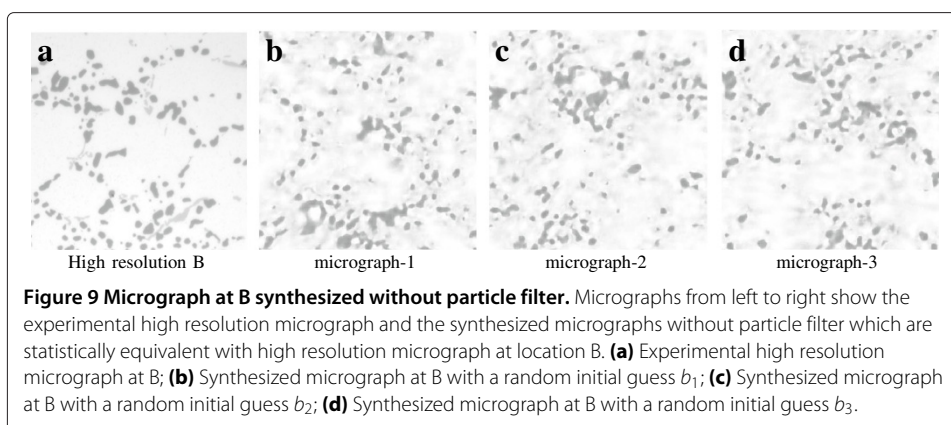 a b c d
High resolution B micrograph-1 micrograph-2 micrograph-3
Figure 9 Micrograph at B synthesized without particle filter. Micrographs from left to right show the
experimental high resolution micrograph and the synthesized micrographs without particle filter which are
statistically equivalent with high resolution micrograph at location B. (a) Experimental high resolution
micrograph at B; (b) Synthesized micrograph at B with a random initial guess b₁; (c) Synthesized micrograph
at B with a random initial guess b₂; (d) Synthesized micrograph at B with a random initial guess b₃.